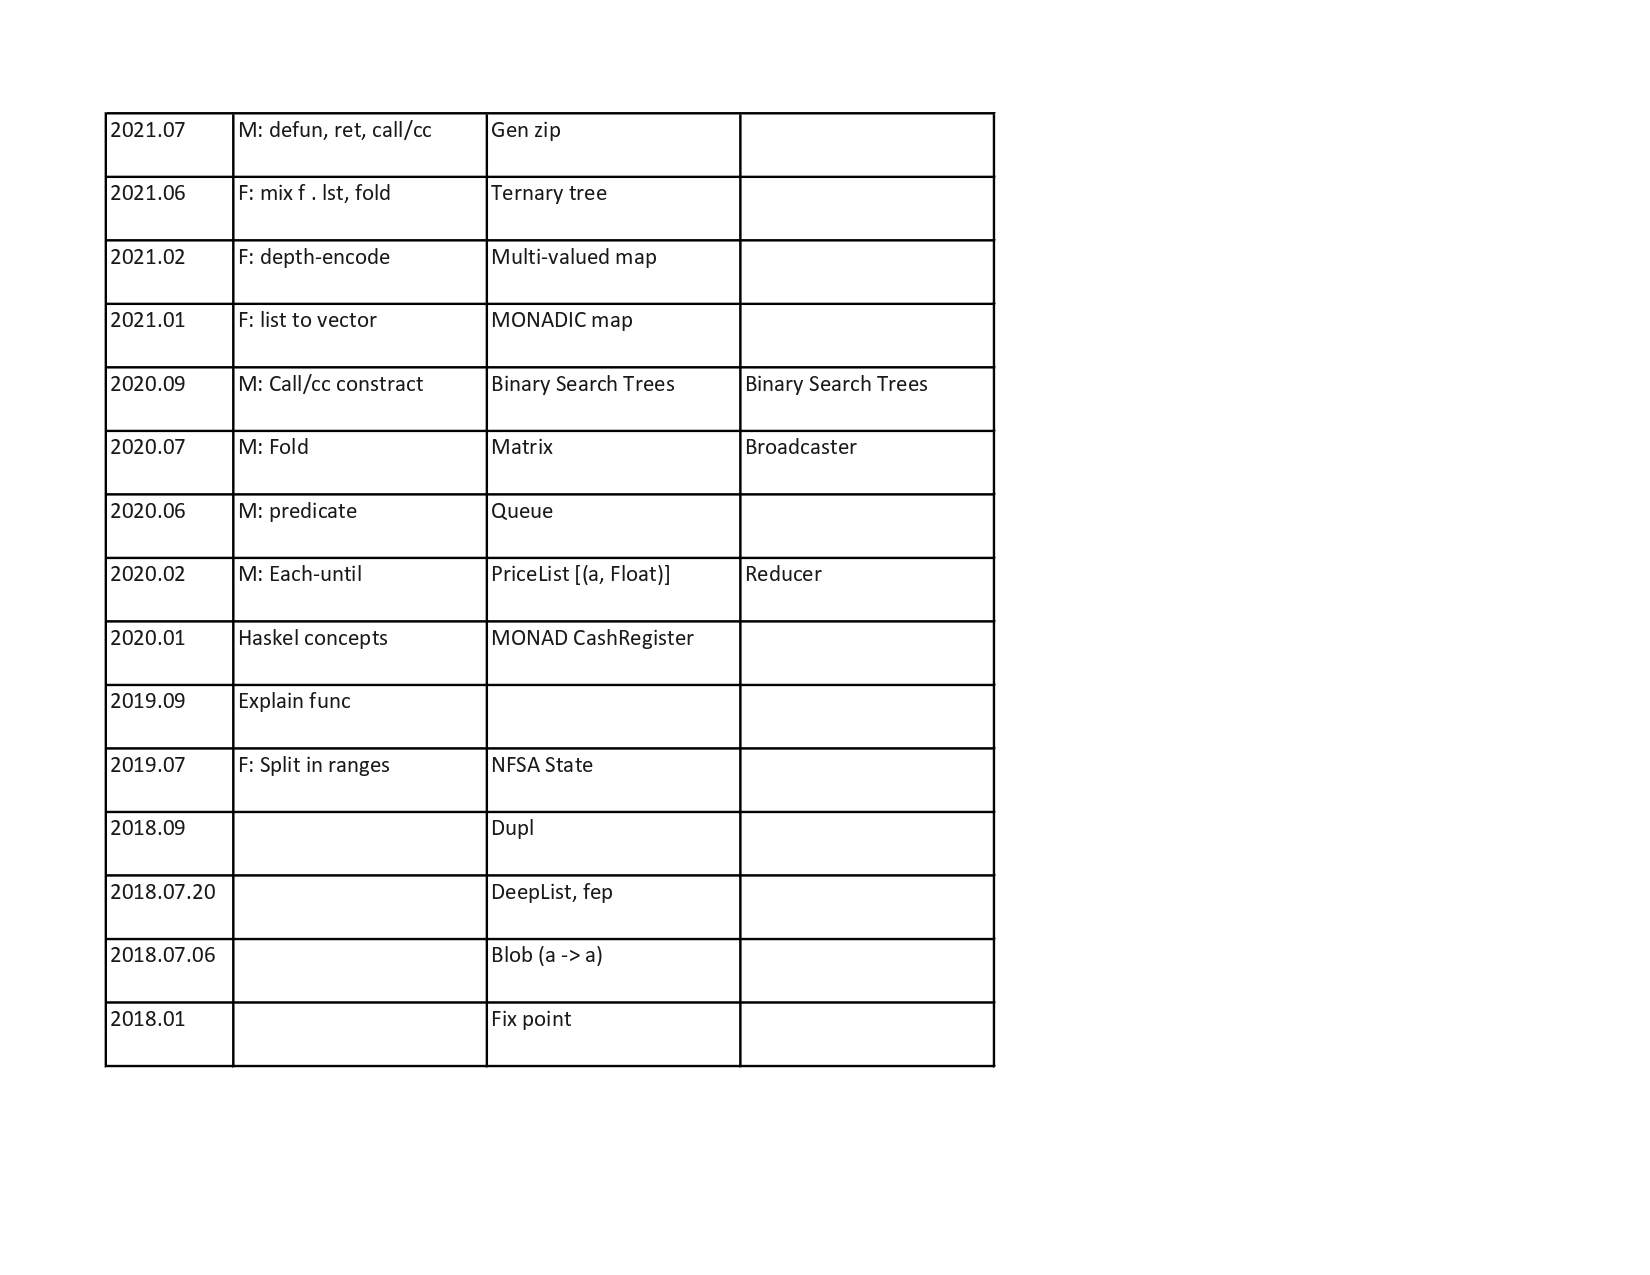 2021.07 M: defun, ret, call/cc Gen zip
2021.06 F: mix f . lst, fold Ternary tree
2021.02 F: depth-encode Multi-valued map
2021.01 F: list to vector MONADIC map
2020.09 M: Call/cc constract Binary Search Trees Binary Search Trees
2020.07 M: Fold Matrix Broadcaster
2020.06 M: predicate Queue
2020.02 M: Each-until PriceList [(a, Float)] Reducer
2020.01 Haskel concepts MONAD CashRegister
2019.09 Explain func
2019.07 F: Split in ranges NFSA State
2018.09 Dupl
2018.07.20 DeepList, fep
2018.07.06 Blob (a -> a)
2018.01 Fix point